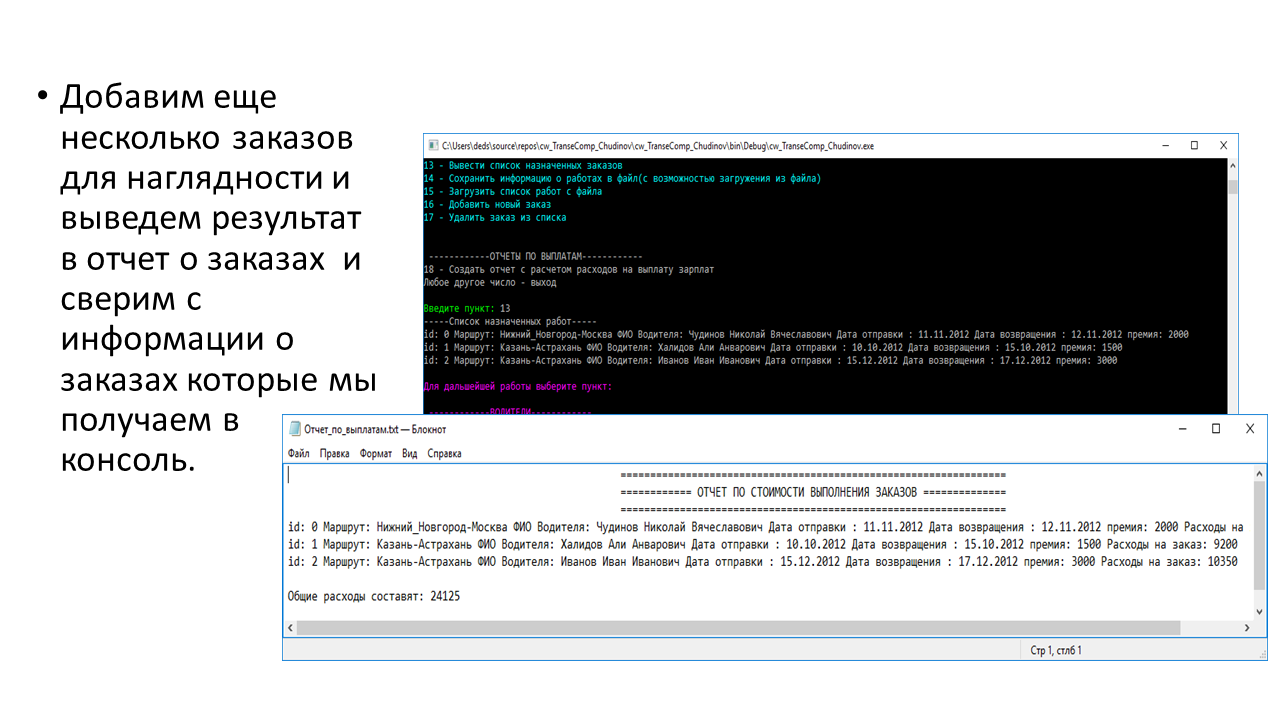 • Добавим еще
несколько заказов
для наглядности и
выведем результат
в отчет о заказах и
сверим с
информации о
заказах которые мы
получаем в
консоль.
C:\Users\deds\source\repos\cw_TranseComp_Chudinov\cw_TranseComp_Chudinov\bin\Debug\cw_TranseComp_Chudinov.exe
13 - Вывести список назначенных заказов
14 - Сохранить информацию о работах в файл(с возможностью загружения из файла)
15 - Загрузить список работ с файла
16 - Добавить новый заказ
17 - Удалить заказ из списка
------------ОТЧЕТЫ ПО ВЫПЛАТАМ------------
18 - Создать отчет с расчетом расходов на выплату зарплат
Любое другое число - выход
Введите пункт: 13
-----Список назначенных работ-----
id: 0 Маршрут: Нижний_Новгород-Москва ФИО Водителя: Чудинов Николай Вячеславович Дата отправки : 11.11.2012 Дата возвращения : 12.11.2012 премия: 2000
id: 1 Маршрут: Казань-Астрахань ФИО Водителя: Халидов Али Анварович Дата отправки : 10.10.2012 Дата возвращения : 15.10.2012 премия: 1500
id: 2 Маршрут: Казань-Астрахань ФИО Водителя: Иванов Иван Иванович Дата отправки : 15.12.2012 Дата возвращения : 17.12.2012 премия: 3000
Для дальшейшей работы выберите пункт:
------------ВОДИТЕЛИ------------
Отчет_по_выплатам.txt — Блокнот
Файл Правка Формат Вид Справка
=================================================================
============ ОТЧЕТ ПО СТОИМОСТИ ВЫПОЛНЕНИЯ ЗАКАЗОВ ==============
=================================================================
id: 0 Маршрут: Нижний_Новгород-Москва ФИО Водителя: Чудинов Николай Вячеславович Дата отправки : 11.11.2012 Дата возвращения : 12.11.2012 премия: 2000 Расходы на
id: 1 Маршрут: Казань-Астрахань ФИО Водителя: Халидов Али Анварович Дата отправки : 10.10.2012 Дата возвращения : 15.10.2012 премия: 1500 Расходы на заказ: 9200
id: 2 Маршрут: Казань-Астрахань ФИО Водителя: Иванов Иван Иванович Дата отправки : 15.12.2012 Дата возвращения : 17.12.2012 премия: 3000 Расходы на заказ: 10350
Общие расходы составят: 24125
Стр 1, стлб 1